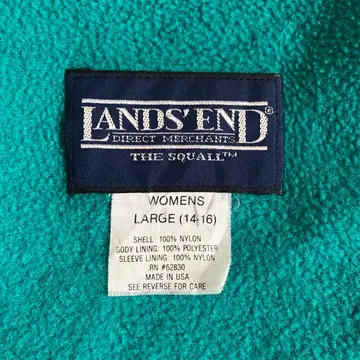 LANDS' END®
DIRECT MERCHANTS
THE SQUALL™
WOMENS
LARGE (14-16)
SHELL: 100% NYLON
BODY LINING: 100% POLYESTER
SLEEVE LINING: 100% NYLON
RN #62830
MADE IN USA
SEE REVERSE FOR CARE